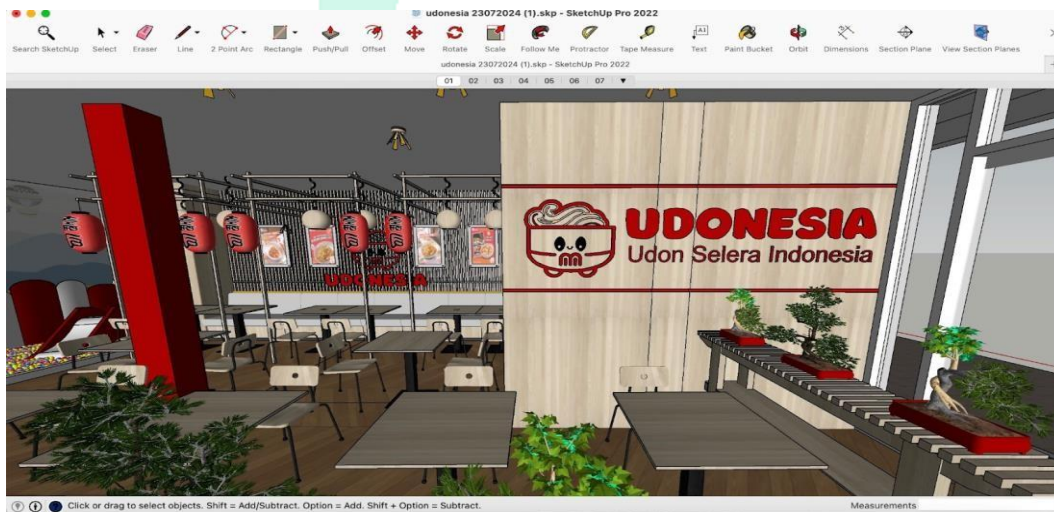 udonesia 23072024 (1).skp - SketchUp Pro 2022
Search SketchUp Select Eraser Line 2 Point Arc Rectangle Push/Pull Offset Move Rotate Scale Follow Me Protractor Tape Measure Text Paint Bucket Orbit Dimensions Section Plane View Section Planes
udonesia 23072024 (1).skp - SketchUp Pro 2022
01 02 03 04 05 06 07
UDONESIA
Udon Selera Indonesia
Click or drag to select objects. Shift = Add/Subtract. Option = Add. Shift + Option = Subtract.
Measurements